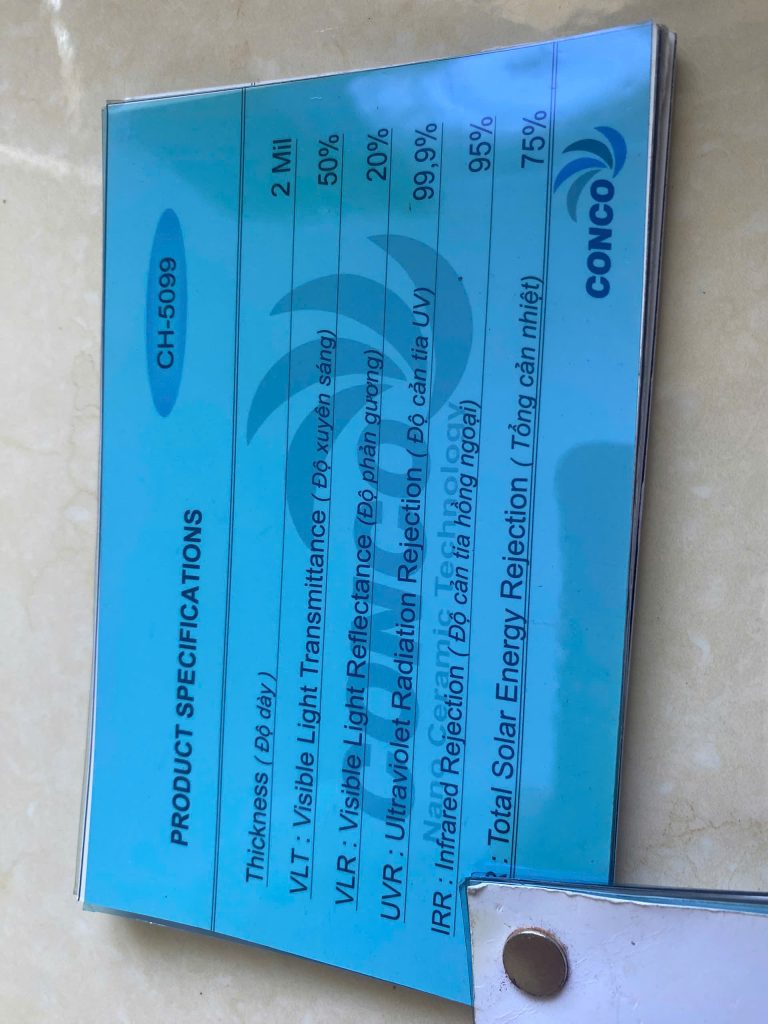 PRODUCT SPECIFICATIONS
CH-5099
Thickness ( Độ dày ) 2 Mil
VLT : Visible Light Transmittance ( Độ xuyên sáng) 50%
VLR : Visible Light Reflectance (Độ phản gương) 20%
UVR : Ultraviolet Radiation Rejection ( Độ cản tia UV) 99,9%
IRR : Infrared Rejection ( Độ cản tia hồng ngoại) 95%
: Total Solar Energy Rejection ( Tổng cản nhiệt) 75%
CONCO
Nano Ceramic Technology
CONCO